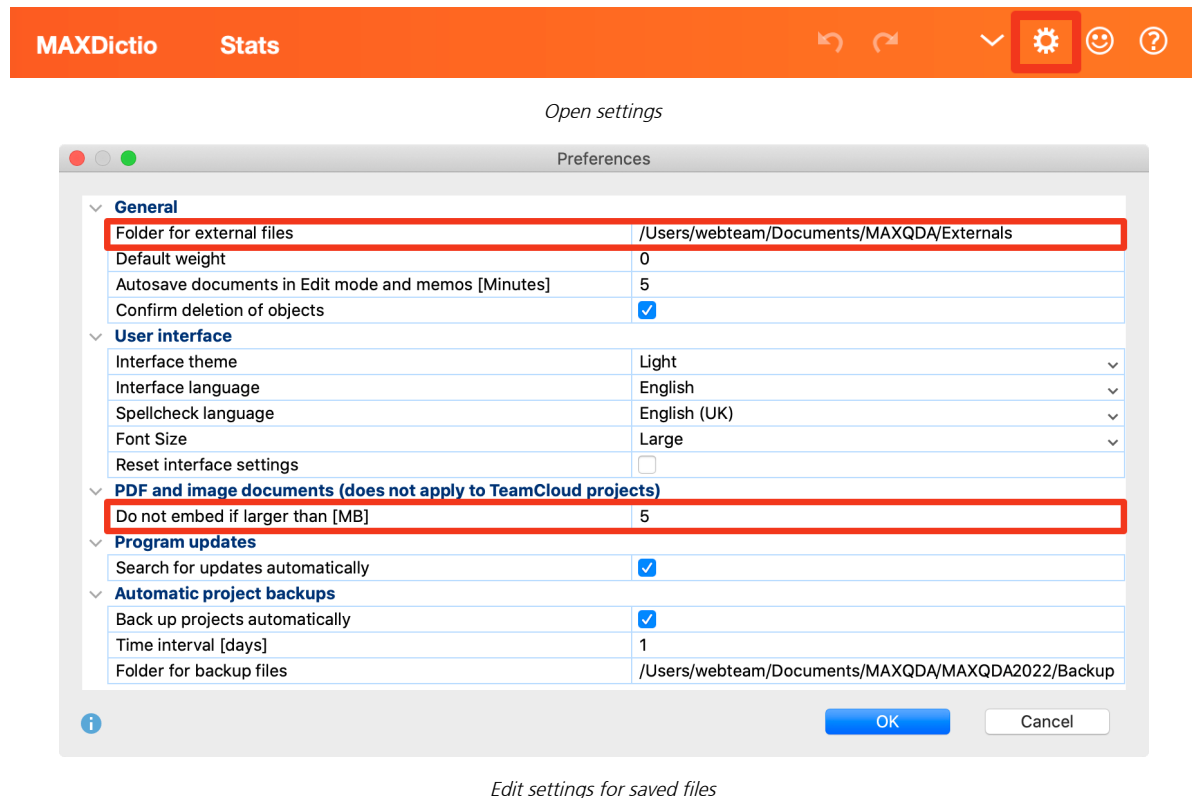 MAXDictio Stats
Open settings
Preferences
General
Folder for external files /Users/webteam/Documents/MAXQDA/Externals
Default weight 0
Autosave documents in Edit mode and memos [Minutes] 5
Confirm deletion of objects
User interface
Interface theme Light
Interface language English
Spellcheck language English (UK)
Font Size Large
Reset interface settings
PDF and image documents (does not apply to TeamCloud projects)
Do not embed if larger than [MB] 5
Program updates
Search for updates automatically
Automatic project backups
Back up projects automatically
Time interval [days] 1
Folder for backup files /Users/webteam/Documents/MAXQDA/MAXQDA2022/Backup
OK Cancel
Edit settings for saved files